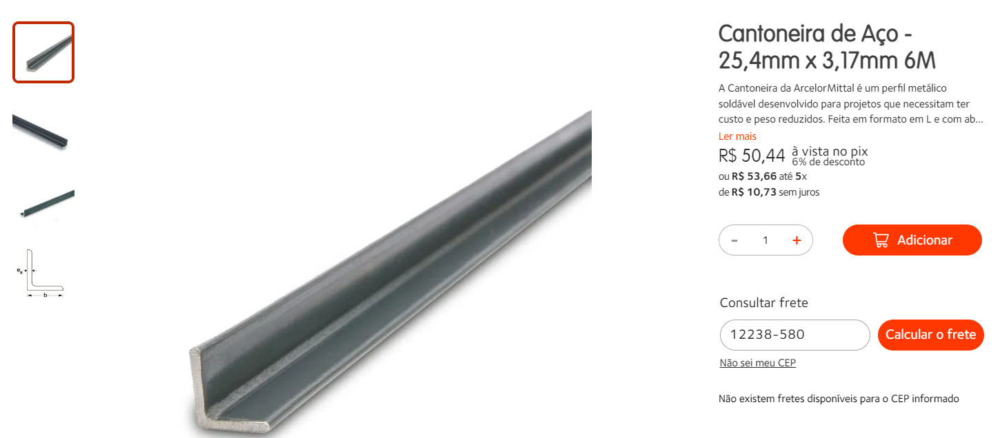 Cantoneira de Aço -
25,4mm x 3,17mm 6M
A Cantoneira da ArcelorMittal é um perfil metálico
soldável desenvolvido para projetos que necessitam ter
custo e peso reduzidos. Feita em formato em L e com ab...
Ler mais
R$ 50,44 à vista no pix
6% de desconto
ou R$ 53,66 até 5x
de R$ 10,73 sem juros
- 1 + Adicionar
Consultar frete
12238-580 Calcular o frete
Não sei meu CEP
Não existem fretes disponíveis para o CEP informado
ea
b